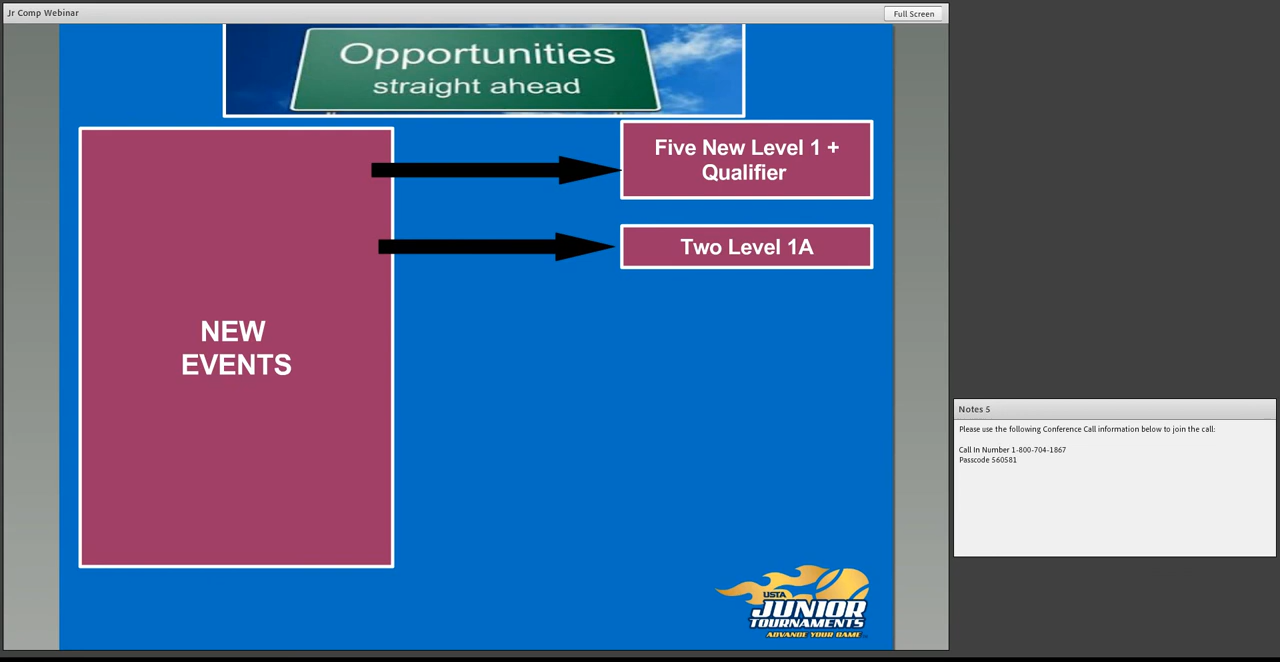 Jr Comp Webinar
Full Screen
Opportunities
straight ahead
Five New Level 1 +
Qualifier
Two Level 1A
NEW
EVENTS
USTA
JUNIOR
TOURNAMENTS
ADVANCE YOUR GAME
Notes 5
Please use the following Conference Call information below to join the call:
Call In Number 1-800-704-1867
Passcode 560581